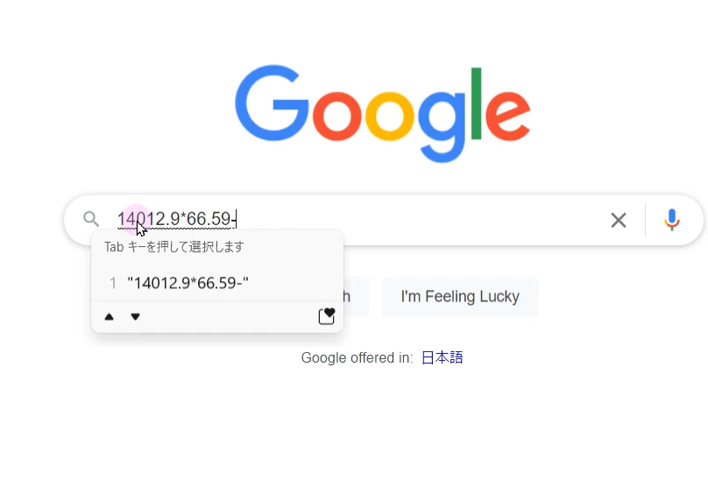 Google
14012.9*66.59-
Tab キーを押して選択します
1 "14012.9*66.59-"
h
I'm Feeling Lucky
Google offered in: 日本語